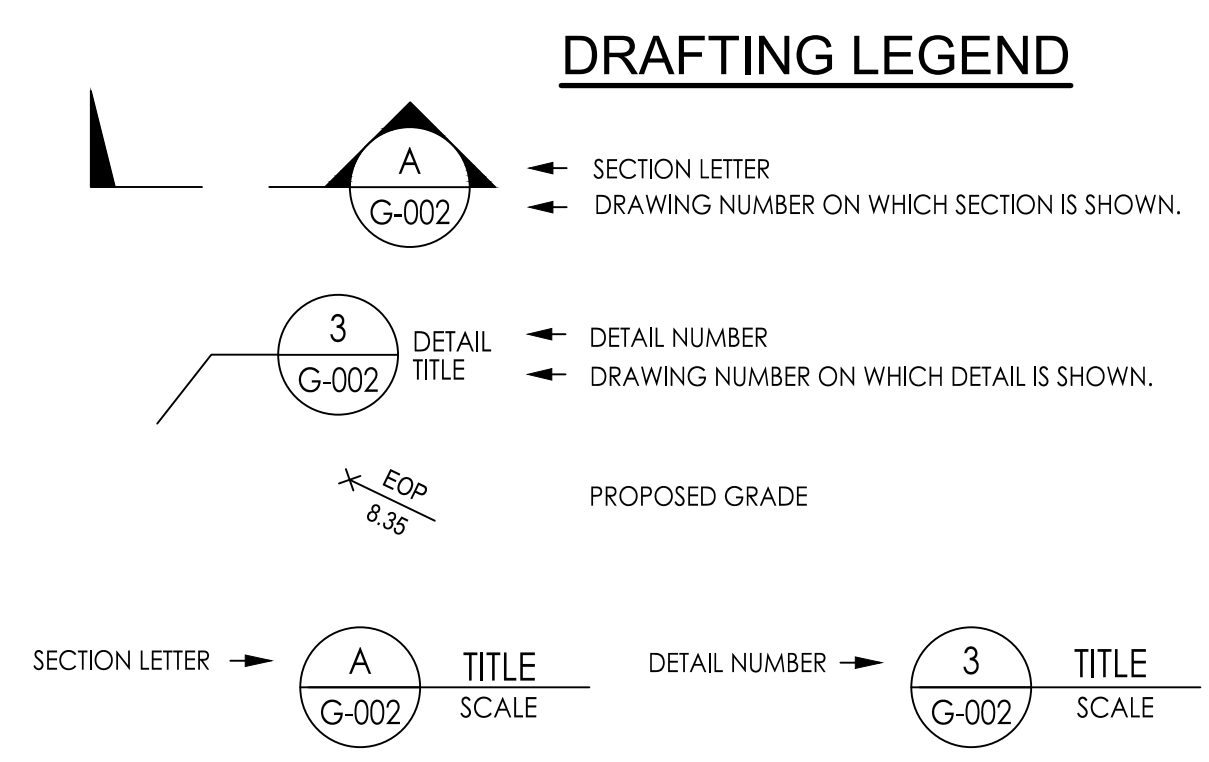 DRAFTING LEGEND
A
G-002
SECTION LETTER
DRAWING NUMBER ON WHICH SECTION IS SHOWN.
3
G-002
DETAIL
TITLE
DETAIL NUMBER
DRAWING NUMBER ON WHICH DETAIL IS SHOWN.
EOP
8.35
PROPOSED GRADE
SECTION LETTER
A
G-002
TITLE
SCALE
DETAIL NUMBER
3
G-002
TITLE
SCALE